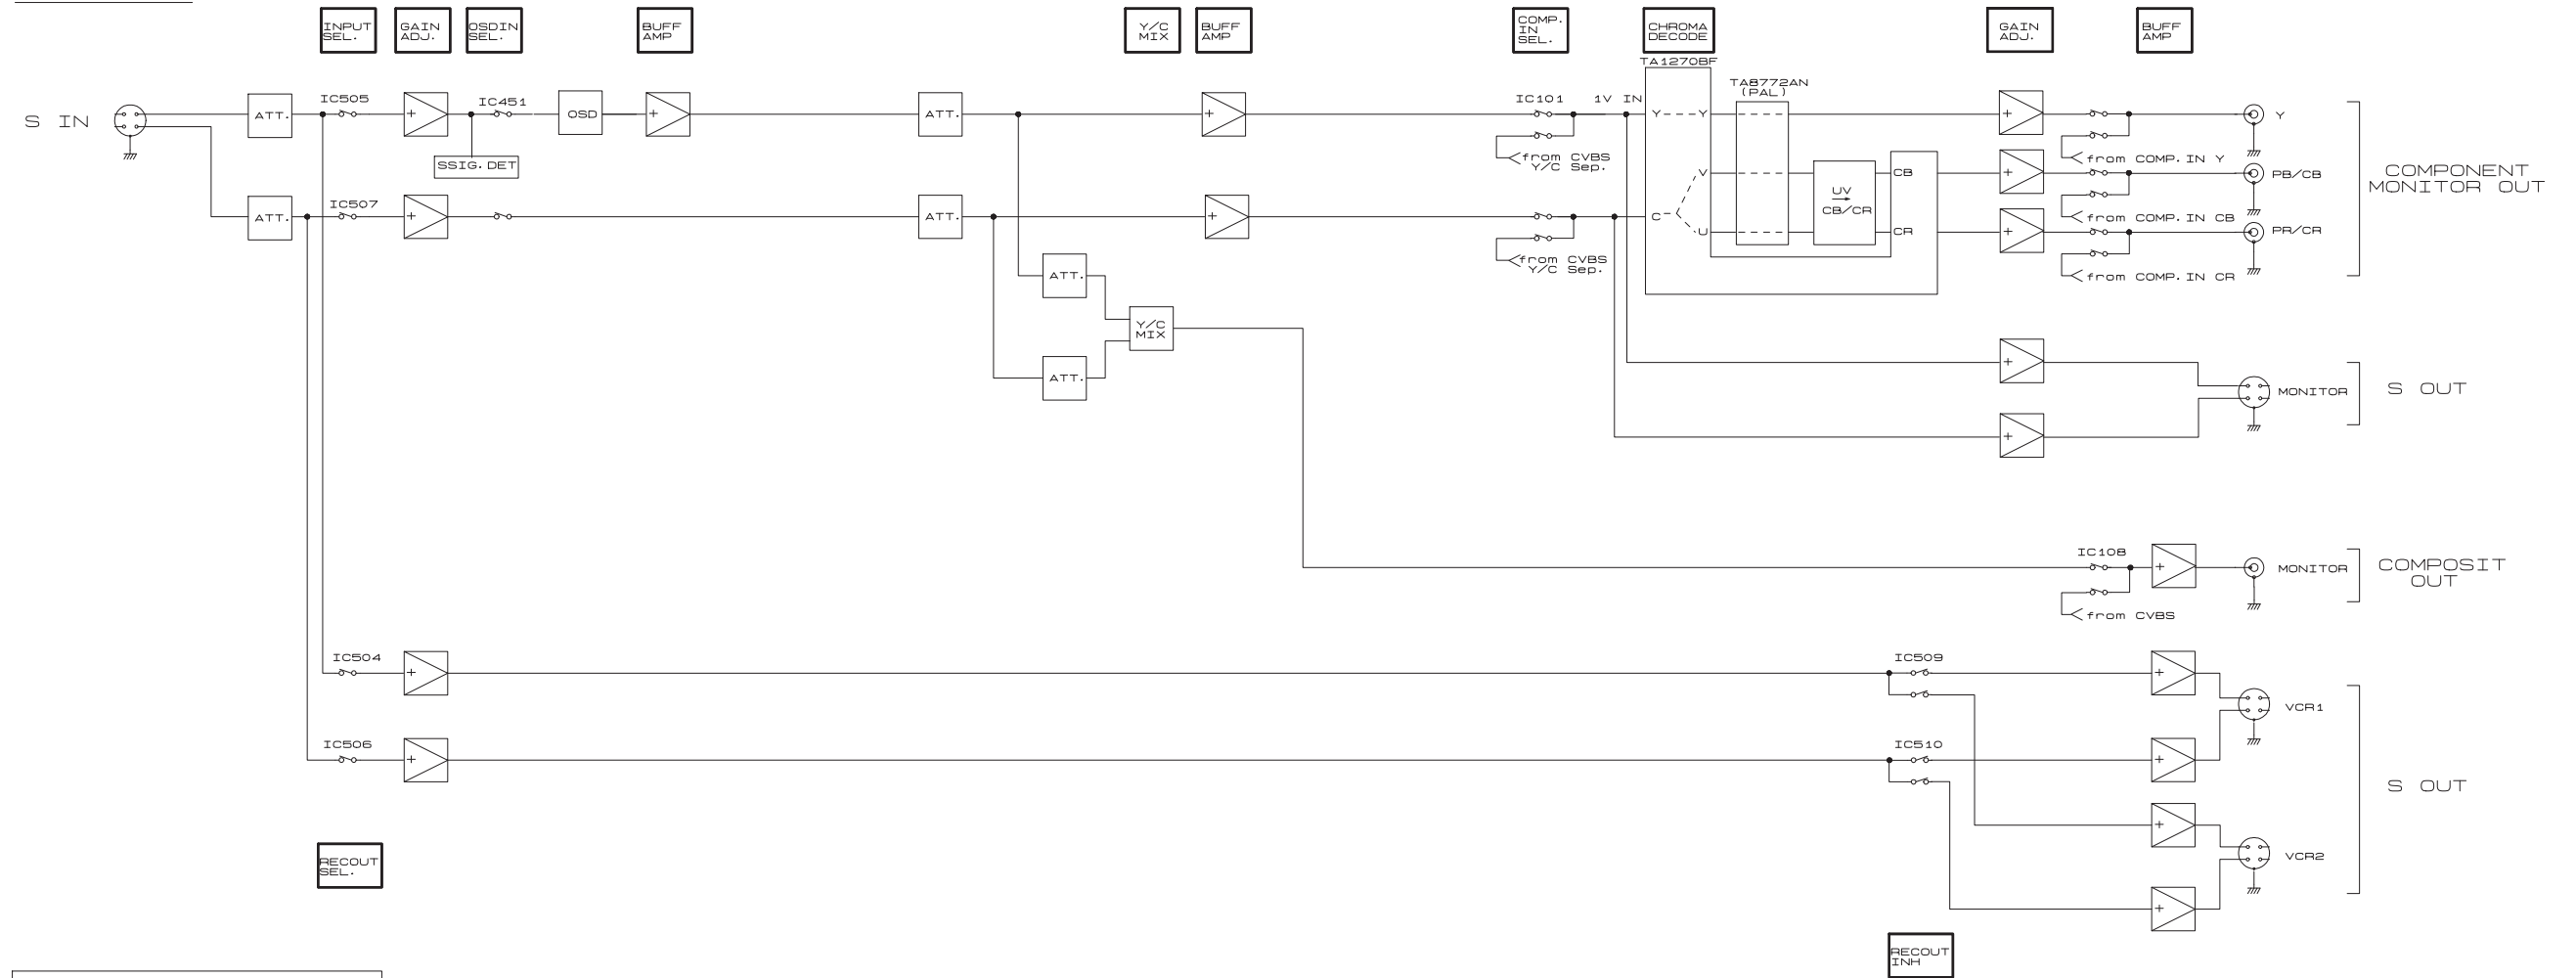 INPUT
SEL.
GAIN
ADJ.
OSDIN
SEL.
BUFF
AMP
Y/C
MIX
BUFF
AMP
COMP.
IN
SEL.
CHROMA
DECODE
GAIN
ADJ.
BUFF
AMP
TA1270BF
TA8772AN
(PAL)
S IN
ATT.
IC505
IC451
OSD
ATT.
IC101
1V IN
Y
Y
Y
SSIG.DET
from CVBS
Y/C Sep.
from COMP.IN Y
V
CB
PB/CB
COMPONENT
MONITOR OUT
UV
CB/CR
ATT.
IC507
ATT.
C
from COMP.IN CB
U
CR
PR/CR
from CVBS
Y/C Sep.
from COMP.IN CR
ATT.
Y/C
MIX
ATT.
MONITOR
S OUT
IC108
MONITOR
COMPOSIT
OUT
from CVBS
IC504
IC509
VCR1
IC506
IC510
S OUT
RECOUT
SEL.
VCR2
RECOUT
INH